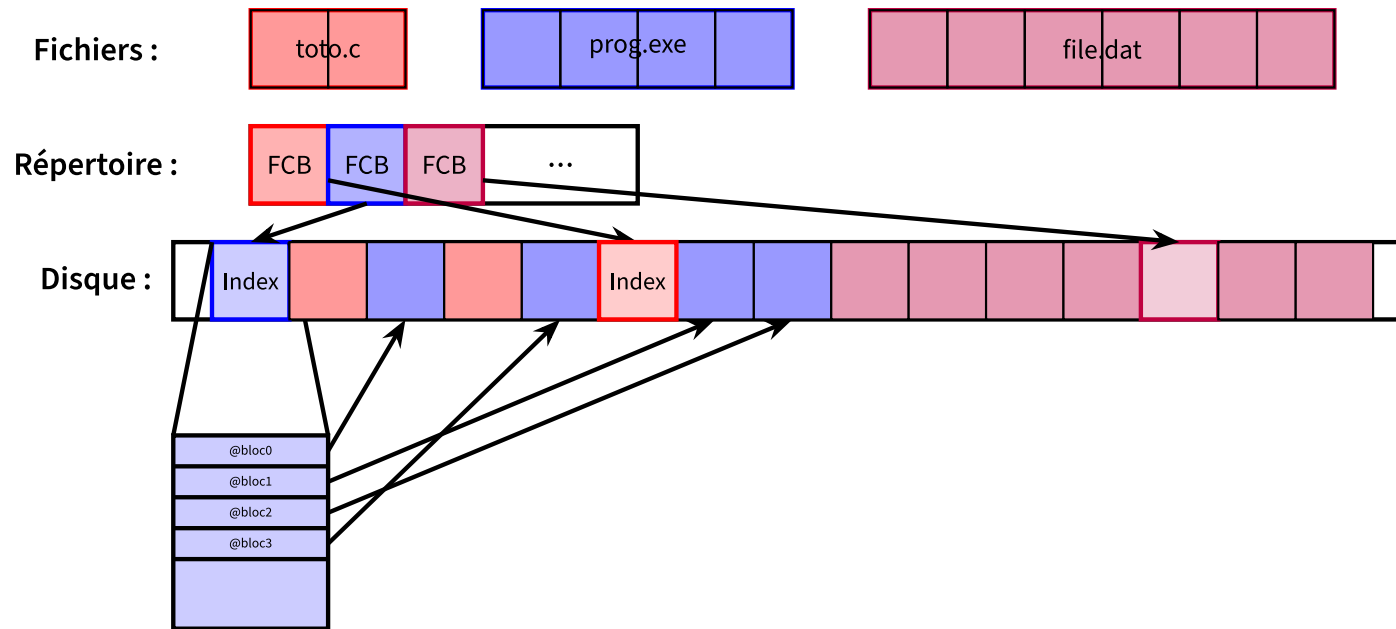 Fichiers : toto.c prog.exe file.dat
Répertoire : FCB FCB FCB ...
Disque : Index Index
@bloc0
@bloc1
@bloc2
@bloc3